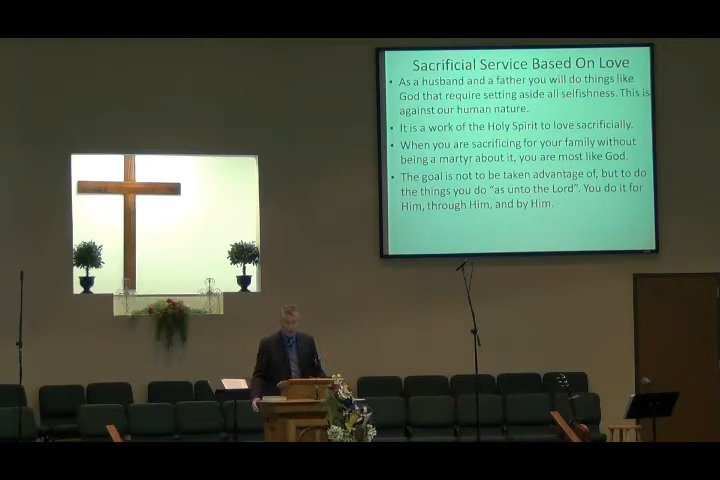 Sacrificial Service Based On Love
• As a husband and a father you will do things like
God that require setting aside all selfishness. This is
against our human nature.
• It is a work of the Holy Spirit to love sacrificially.
• When you are sacrificing for your family without
being a martyr about it, you are most like God.
• The goal is not to be taken advantage of, but to do
the things you do “as unto the Lord”. You do it for
Him, through Him, and by Him.